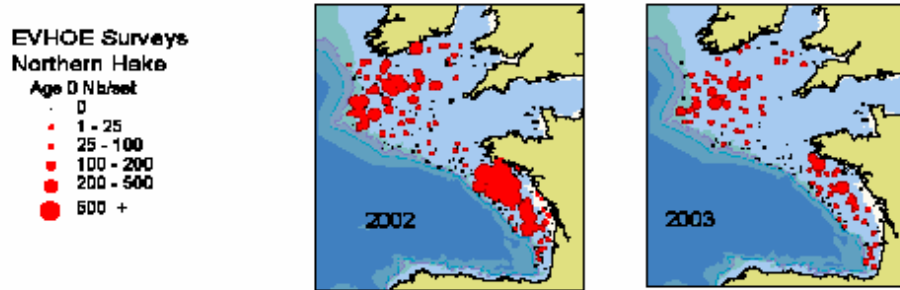 EVHOE Surveys
Northern Hake
Age 0 Nb/set
0
1 - 25
25 - 100
100 - 200
200 - 500
500 +
2002
2003